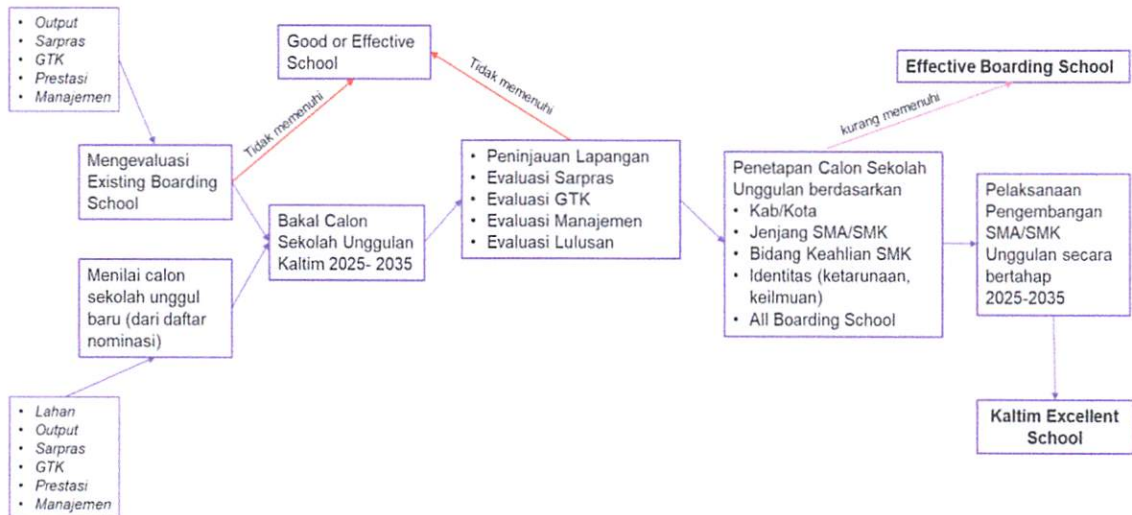 • Output
• Sarpras
• GTK
• Prestasi
• Manajemen
Good or Effective
School
Effective Boarding School
Tidak memenuhi
Tidak memenuhi
kurang memenuhi
Mengevaluasi
Existing Boarding
School
Bakal Calon
Sekolah Unggulan
Kaltim 2025- 2035
• Peninjauan Lapangan
• Evaluasi Sarpras
• Evaluasi GTK
• Evaluasi Manajemen
• Evaluasi Lulusan
Penetapan Calon Sekolah
Unggulan berdasarkan
• Kab/Kota
• Jenjang SMA/SMK
• Bidang Keahlian SMK
• Identitas (ketarunaan,
keilmuan)
• All Boarding School
Pelaksanaan
Pengembangan
SMA/SMK
Unggulan secara
bertahap
2025-2035
Menilai calon
sekolah unggul
baru (dari daftar
nominasi)
• Lahan
• Output
• Sarpras
• GTK
• Prestasi
• Manajemen
Kaltim Excellent
School